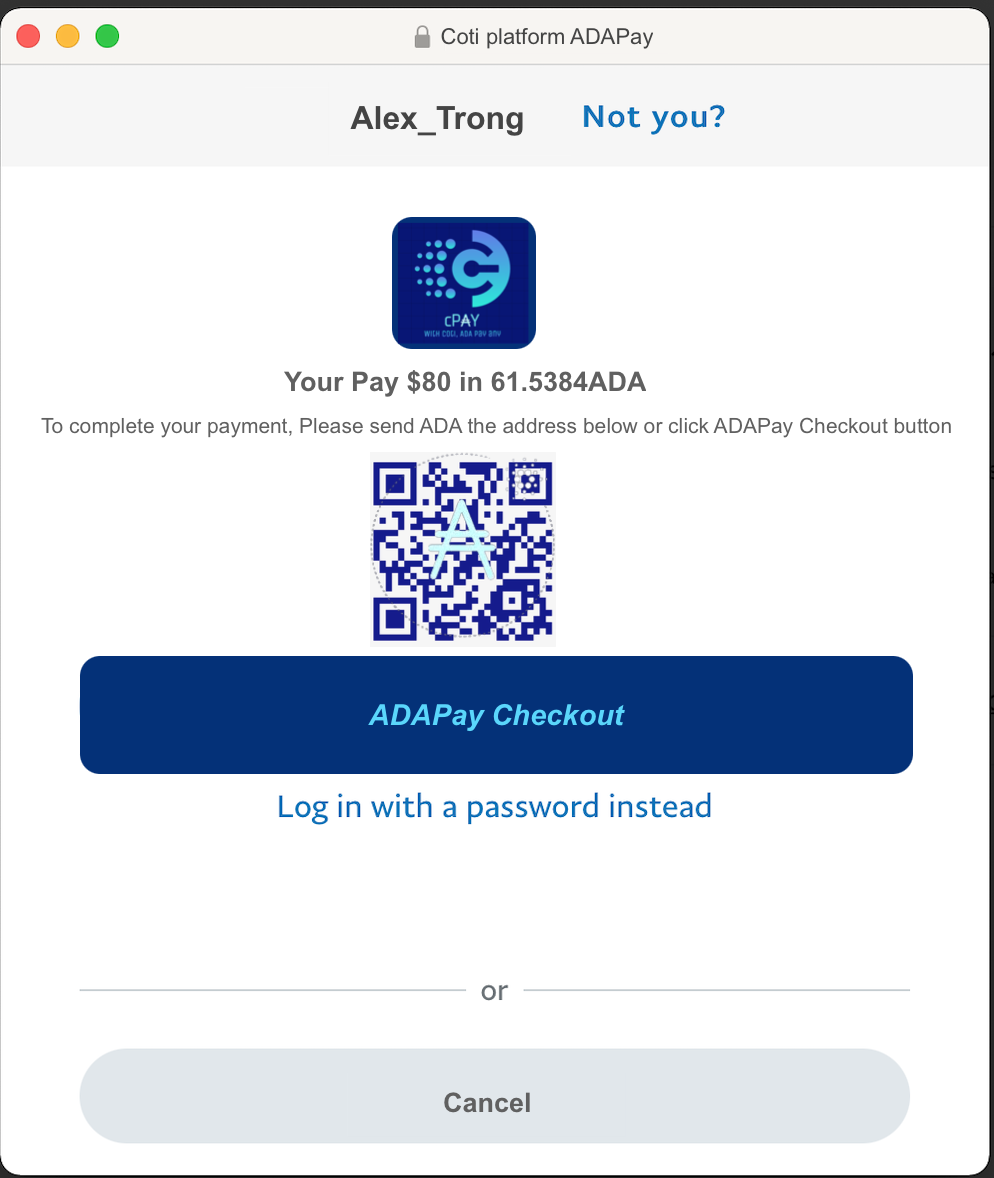 Coti platform ADAPay
Alex_Trong Not you?
cPAY
WITH COTI, ADA PAY ANY
Your Pay $80 in 61.5384ADA
To complete your payment, Please send ADA the address below or click ADAPay Checkout button
ADAPay Checkout
Log in with a password instead
or
Cancel